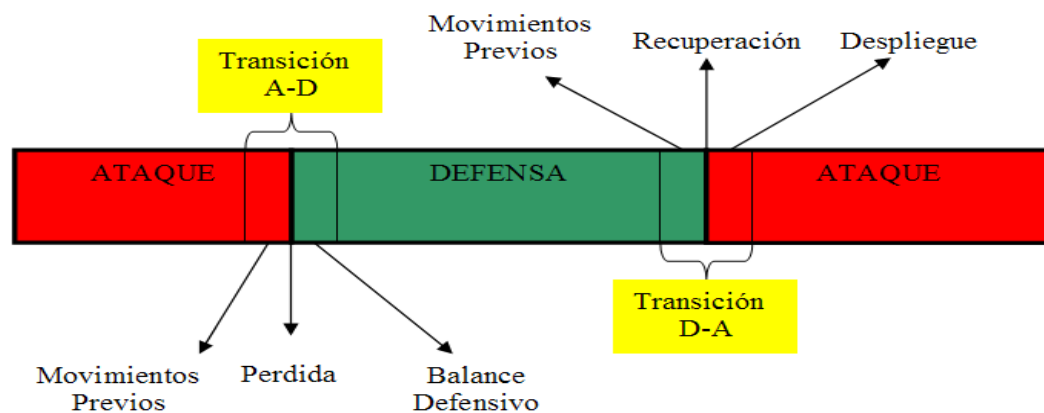 Movimientos
Previos
Recuperación
Despliegue
Transición
A-D
ATAQUE
DEFENSA
ATAQUE
Transición
D-A
Movimientos
Previos
Perdida
Balance
Defensivo